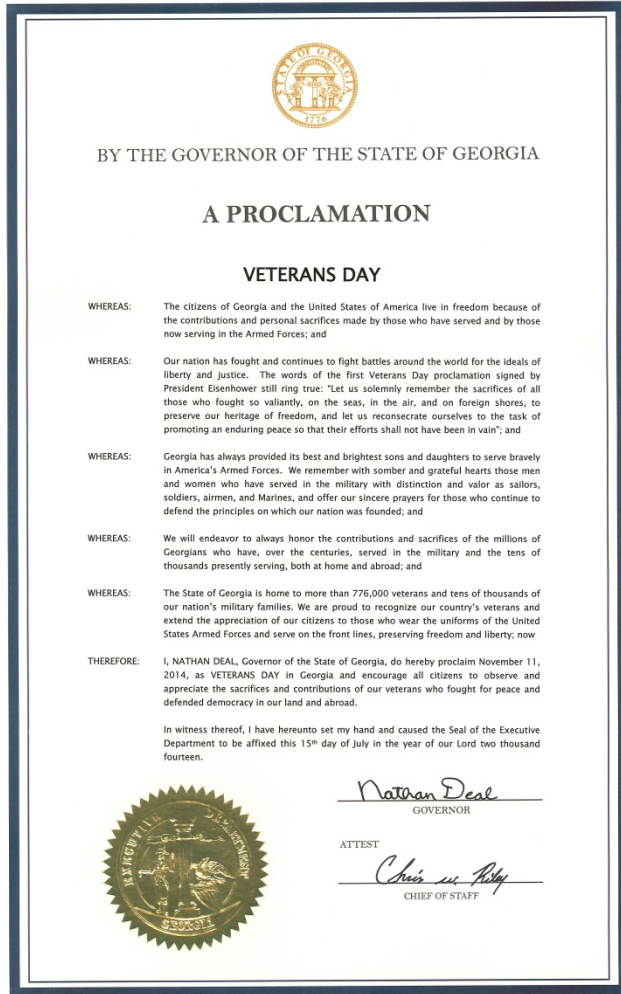 STATE OF GEORGIA
1776
BY THE GOVERNOR OF THE STATE OF GEORGIA
A PROCLAMATION
VETERANS DAY
WHEREAS: The citizens of Georgia and the United States of America live in freedom because of
the contributions and personal sacrifices made by those who have served and by those
now serving in the Armed Forces; and
WHEREAS: Our nation has fought and continues to fight battles around the world for the ideals of
liberty and justice. The words of the first Veterans Day proclamation signed by
President Eisenhower still ring true: "Let us solemnly remember the sacrifices of all
those who fought so valiantly, on the seas, in the air, and on foreign shores, to
preserve our heritage of freedom, and let us reconsecrate ourselves to the task of
promoting an enduring peace so that their efforts shall not have been in vain"; and
WHEREAS: Georgia has always provided its best and brightest sons and daughters to serve bravely
in America's Armed Forces. We remember with somber and grateful hearts those men
and women who have served in the military with distinction and valor as sailors,
soldiers, airmen, and Marines, and offer our sincere prayers for those who continue to
defend the principles on which our nation was founded; and
WHEREAS: We will endeavor to always honor the contributions and sacrifices of the millions of
Georgians who have, over the centuries, served in the military and the tens of
thousands presently serving, both at home and abroad; and
WHEREAS: The State of Georgia is home to more than 776,000 veterans and tens of thousands of
our nation's military families. We are proud to recognize our country's veterans and
extend the appreciation of our citizens to those who wear the uniforms of the United
States Armed Forces and serve on the front lines, preserving freedom and liberty; now
THEREFORE: I, NATHAN DEAL, Governor of the State of Georgia, do hereby proclaim November 11,
2014, as VETERANS DAY in Georgia and encourage all citizens to observe and
appreciate the sacrifices and contributions of our veterans who fought for peace and
defended democracy in our land and abroad.
In witness thereof, I have hereunto set my hand and caused the Seal of the Executive
Department to be affixed this 15th day of July in the year of our Lord two thousand
fourteen.
Nathan Deal
GOVERNOR
ATTEST
Chris W. Riley
CHIEF OF STAFF
EXECUTIVE DEPARTMENT
GEORGIA